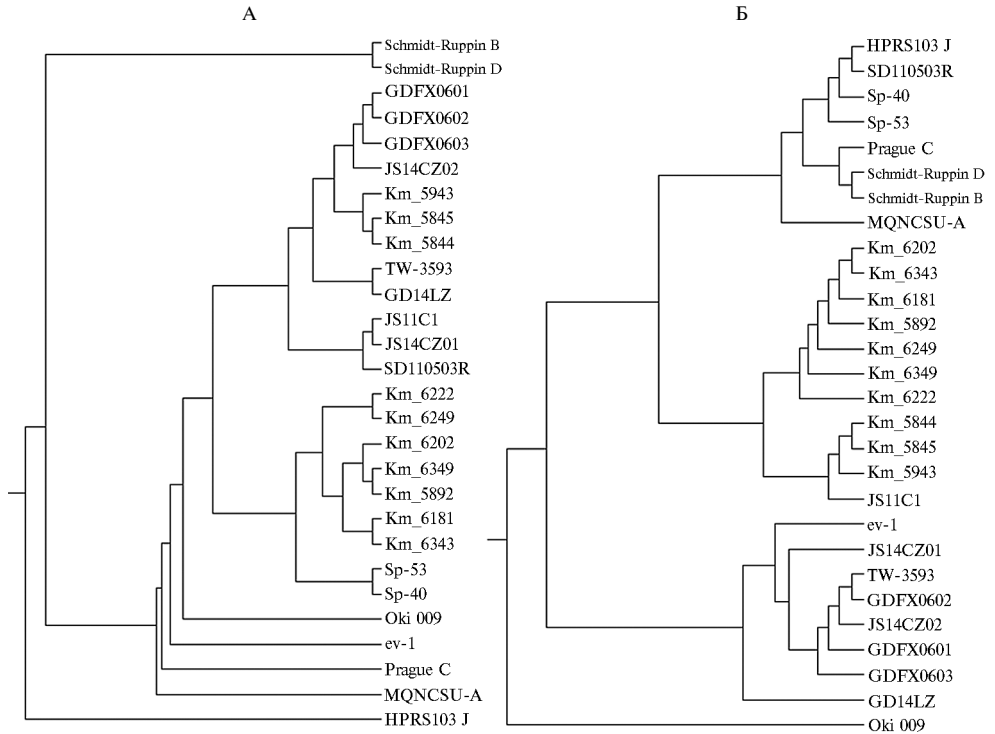 А
Schmidt-Ruppin B
Schmidt-Ruppin D
GDFX0601
GDFX0602
GDFX0603
JS14CZ02
Km_5943
Km_5845
Km_5844
TW-3593
GD14LZ
JS11C1
JS14CZ01
SD110503R
Km_6222
Km_6249
Km_6202
Km_6349
Km_5892
Km_6181
Km_6343
Sp-53
Sp-40
Oki 009
ev-1
Prague C
MQNCSU-A
HPRS103 J
Б
HPRS103 J
SD110503R
Sp-40
Sp-53
Prague C
Schmidt-Ruppin D
Schmidt-Ruppin B
MQNCSU-A
Km_6202
Km_6343
Km_6181
Km_5892
Km_6249
Km_6349
Km_6222
Km_5844
Km_5845
Km_5943
JS11C1
ev-1
JS14CZ01
TW-3593
GDFX0602
JS14CZ02
GDFX0601
GDFX0603
GD14LZ
Oki 009